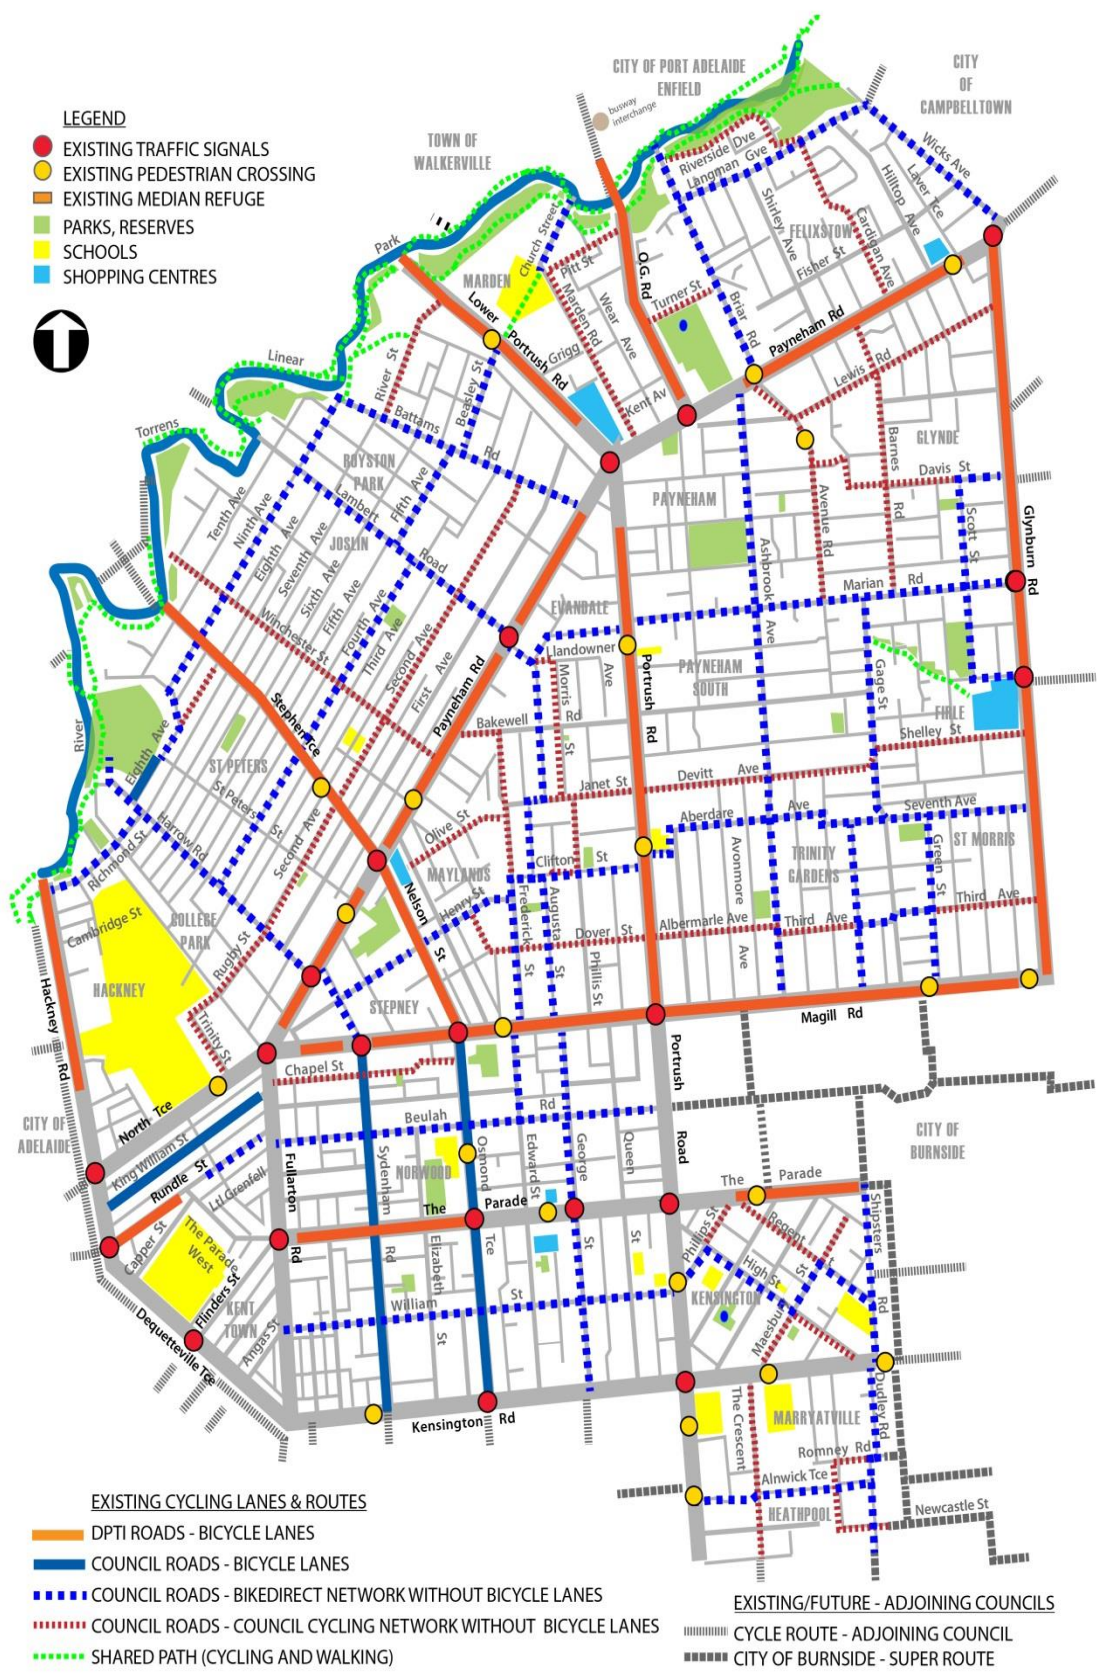 CITY OF PORT ADELAIDE
ENFIELD
CITY
OF
CAMPBELLTOWN
busway
interchange
LEGEND
EXISTING TRAFFIC SIGNALS
EXISTING PEDESTRIAN CROSSING
EXISTING MEDIAN REFUGE
PARKS, RESERVES
SCHOOLS
SHOPPING CENTRES
TOWN OF
WALKERVILLE
Riverside Dve
Langman Gve
Wicks Ave
Laver Tce
Hilltop Ave
Shirley Ave
FELIXSTOW
Cardigan Ave
Fisher St
Church Street
Park
MARDEN
Pitt St
O.G. Rd
Lower Portrush Rd
Marden Rd
Wear Ave
Turner St
Briar Rd
Payneham Rd
Grigg
Lewis Rd
Linear
River St
Beasley St
Kent Av
Battams Rd
Torrens
Barnes Rd
GLYNDE
ROYSTON
PARK
Davis St
PAYNEHAM
Tenth Ave
Ninth Ave
Eighth Ave
Seventh Ave
Sixth Ave
Fifth Ave
Fifth Ave
Fourth Ave
Third Ave
Second Ave
First Ave
Lambert Road
JOSLIN
Avenue Rd
Scott St
Glynburn Rd
Ashbrook Ave
Marian Rd
EVANDALE
Winchester St
Llandower
Ave
PAYNEHAM
SOUTH
Payneham Rd
Morris St
Portrush Rd
Gage St
FIRLE
Shelley St
Stephen Tce
Bakewell Rd
River
Eighth Ave
ST PETERS
St Peters St
Janet St
Devitt Ave
Seventh Ave
Aberdare Ave
Harrow Rd
Second Ave
Olive St
ST MORRIS
Richmond St
Clifton St
MAYLANDS
Avonmore Ave
TRINITY
GARDENS
Green St
Nelson St
Henry St
Frederick St
Augusta St
Third Ave
Cambridge St
COLLEGE
PARK
Albermarle Ave
Third Ave
Dover St
Rugby St
Phillis St
HACKNEY
STEPNEY
Hackney Rd
Magill Rd
Trinity St
Portrush Road
Chapel St
North Tce
CITY OF
ADELAIDE
Beulah Rd
CITY OF
BURNSIDE
King William St
Rundle St
Ltl Grenfell
Fullarton Rd
Sydenham Rd
NORWOOD
Osmond Tce
Edward St
George St
Queen St
The Parade
The Parade
Capper St
The Parade
West
Flinders St
Elizabeth St
Phillips St
Regent St
Shipsters Rd
High St
KENSINGTON
KENT
TOWN
William St
Dequetteville Tce
Angas St
Maesbury
Kensington Rd
The Crescent
MARRYATVILLE
Dudley Rd
Romney Rd
Alnwick Tce
HEATHPOOL
Newcastle St
EXISTING CYCLING LANES & ROUTES
DPTI ROADS - BICYCLE LANES
COUNCIL ROADS - BICYCLE LANES
COUNCIL ROADS - BIKEDIRECT NETWORK WITHOUT BICYCLE LANES
COUNCIL ROADS - COUNCIL CYCLING NETWORK WITHOUT BICYCLE LANES
SHARED PATH (CYCLING AND WALKING)
EXISTING/FUTURE - ADJOINING COUNCILS
CYCLE ROUTE - ADJOINING COUNCIL
CITY OF BURNSIDE - SUPER ROUTE